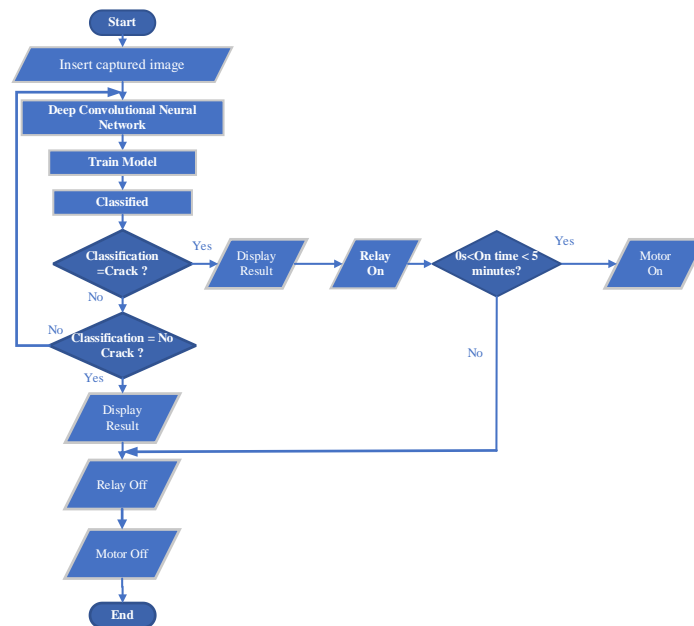 Start
Insert captured image
Deep Convolutional Neural
Network
Train Model
Classified
Classification
=Crack ?
Yes
Display
Result
Relay
On
0s<On time < 5
minutes?
Yes
Motor
On
No
No
Classification = No
Crack ?
No
Yes
Display
Result
Relay Off
Motor Off
End